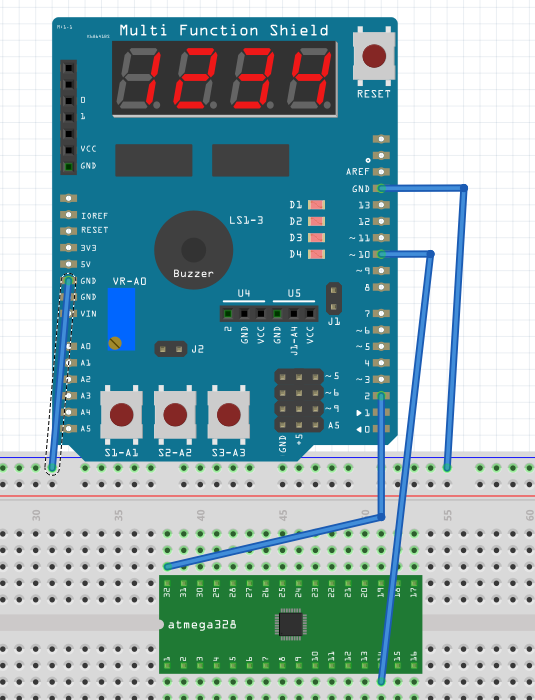 Multi Function Shield
1234
RESET
0
1
VCC
GND
AREF
GND
13
12
~11
~10
~9
8
7
~6
~5
4
~3
2
▶1
◀0
IOREF
RESET
3V3
5V
GND
GND
VIN
A0
A1
A2
A3
A4
A5
D1
D2
D3
D4
LS1-3
Buzzer
VR-A0
U4 U5
2 GND VCC GND J1-A4 VCC
J1
J2
~5
~6
~9
A5
GND +5
S1-A1 S2-A2 S3-A3
30 35 40 45 55 60
32 31 30 29 28 27 26 25 24 23 22 21 20 19 18 17
atmega328
1 2 3 4 5 6 7 8 9 10 11 12 13 14 15 16